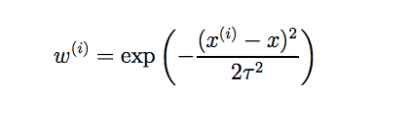 w^{(i)} = \exp\left(-\frac{(x^{(i)} - x)^2}{2\tau^2}\right)